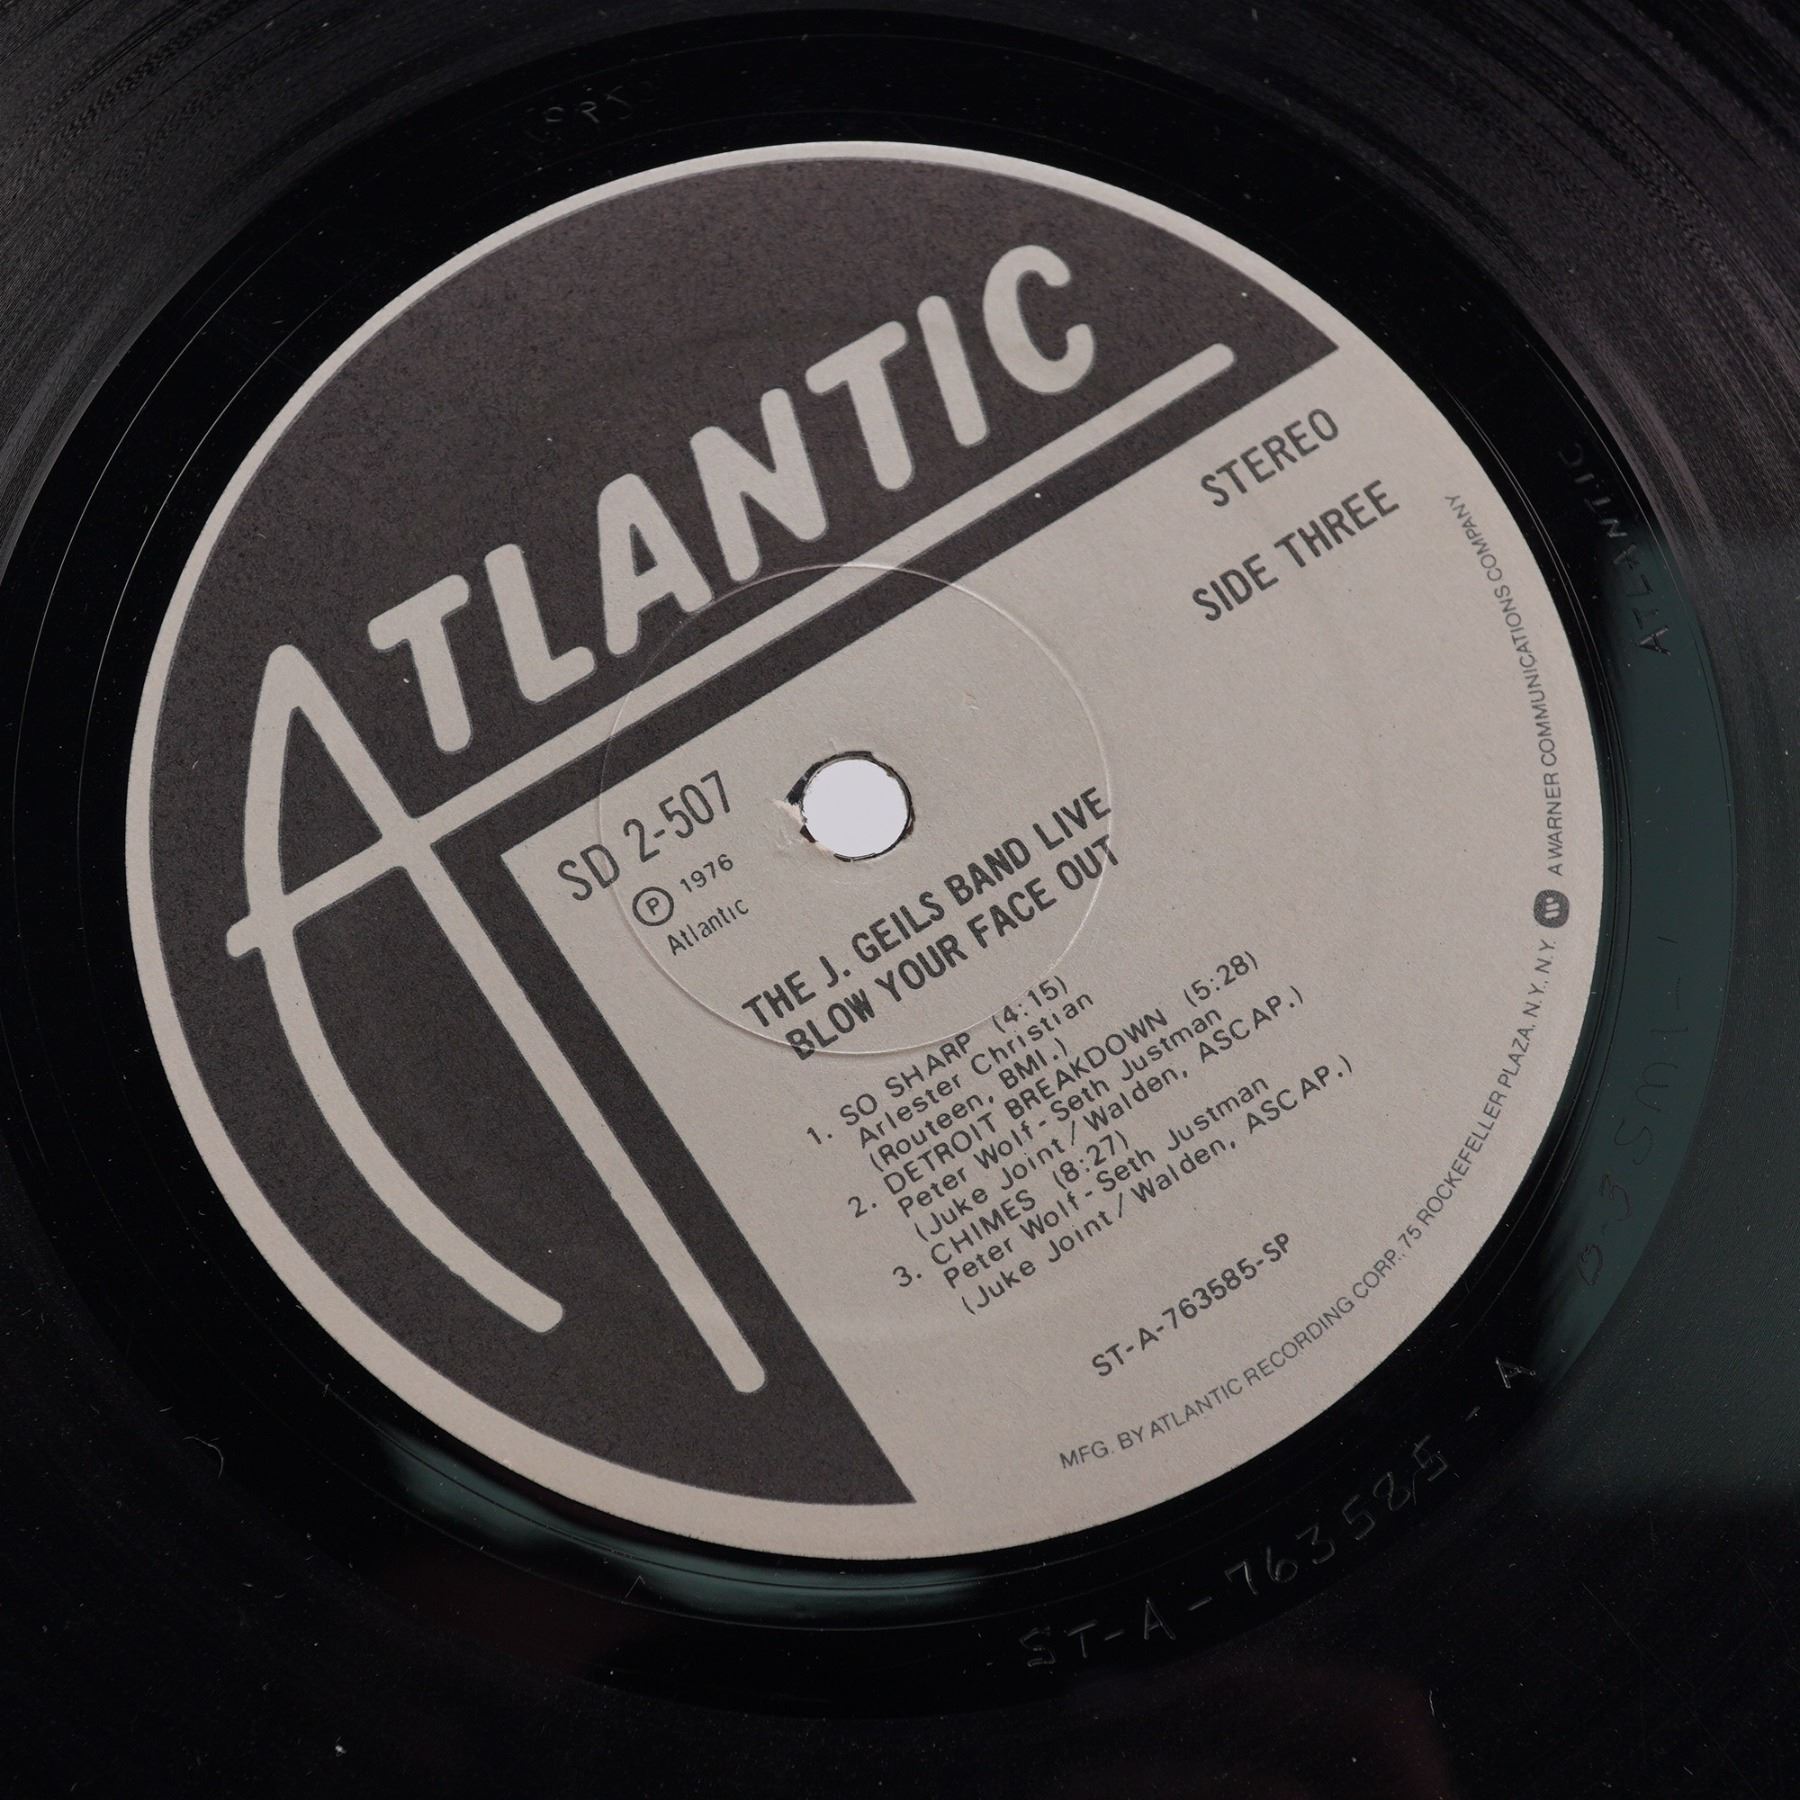 ATLANTIC
STEREO
SIDE THREE
SD 2-507
Ⓟ 1976
Atlantic
THE J. GEILS BAND LIVE
BLOW YOUR FACE OUT
1. SO SHARP (4:15)
Arlester Christian
(Routeen, BMI.)
2. DETROIT BREAKDOWN (5:28)
Peter Wolf-Seth Justman
(Juke Joint/Walden, ASCAP.)
3. CHIMES (8:27)
Peter Wolf-Seth Justman
(Juke Joint/Walden, ASCAP.)
ST-A-763585-SP
MFG. BY ATLANTIC RECORDING CORP., 75 ROCKEFELLER PLAZA, N.Y., N.Y. A WARNER COMMUNICATIONS COMPANY
ST-A-763585-A
ATLANTIC